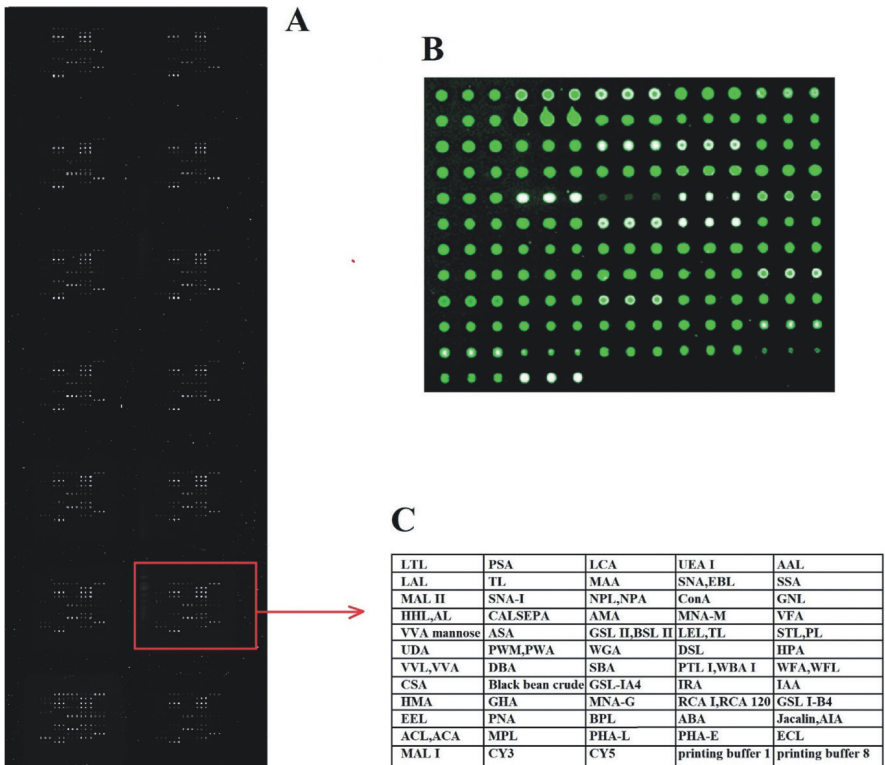 A
B
C
LTL PSA LCA UEA I AAL
LAL TL MAA SNA,EBL SSA
MAL II SNA-I NPL,NPA ConA GNL
HHL,AL CALSEPA AMA MNA-M VFA
VVA mannose ASA GSL II,BSL II LEL,TL STL,PL
UDA PWM,PWA WGA DSL HPA
VVL,VVA DBA SBA PTL I,WBA I WFA,WFL
CSA Black bean crude GSL-IA4 IRA IAA
HMA GHA MNA-G RCA I,RCA 120 GSL I-B4
EEL PNA BPL ABA Jacalin,AIA
ACL,ACA MPL PHA-L PHA-E ECL
MAL I CY3 CY5 printing buffer 1 printing buffer 8